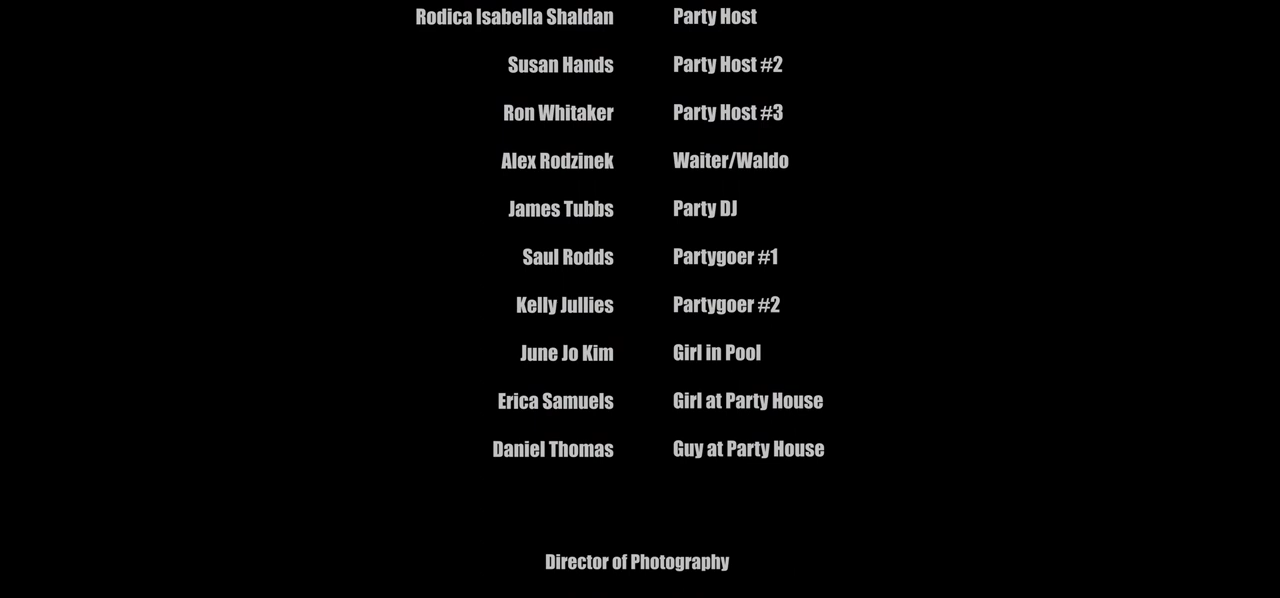 Rodica Isabella Shaldan Party Host
Susan Hands Party Host #2
Ron Whitaker Party Host #3
Alex Rodzinek Waiter/Waldo
James Tubbs Party DJ
Saul Rodds Partygoer #1
Kelly Jullies Partygoer #2
June Jo Kim Girl in Pool
Erica Samuels Girl at Party House
Daniel Thomas Guy at Party House
Director of Photography